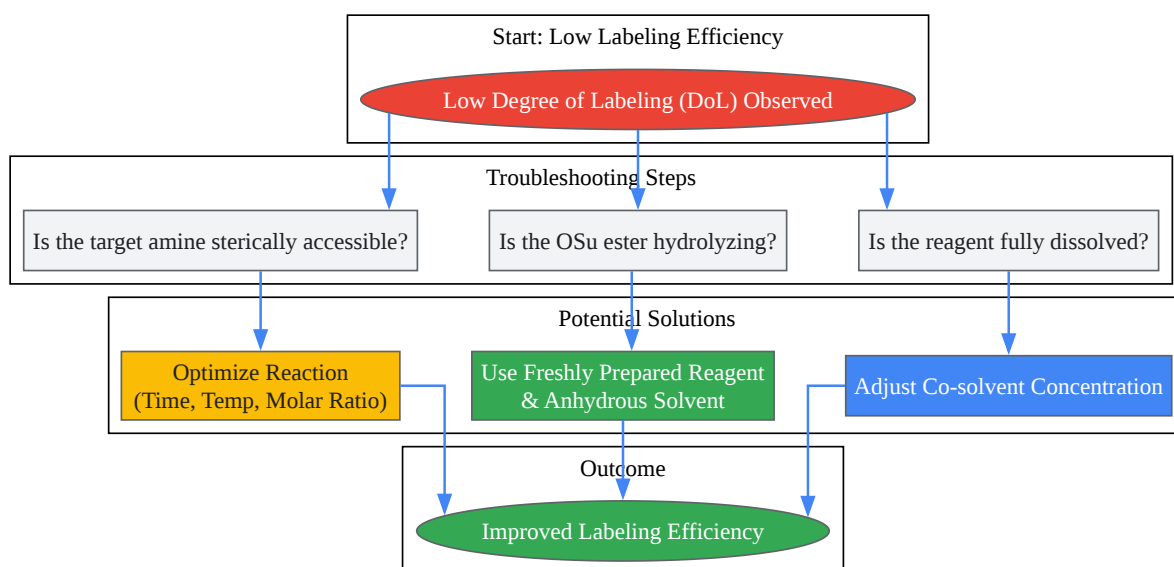 Start: Low Labeling Efficiency
Low Degree of Labeling (DoL) Observed
Troubleshooting Steps
Is the target amine sterically accessible?
Is the OSu ester hydrolyzing?
Is the reagent fully dissolved?
Potential Solutions
Optimize Reaction
(Time, Temp, Molar Ratio)
Use Freshly Prepared Reagent
& Anhydrous Solvent
Adjust Co-solvent Concentration
Outcome
Improved Labeling Efficiency